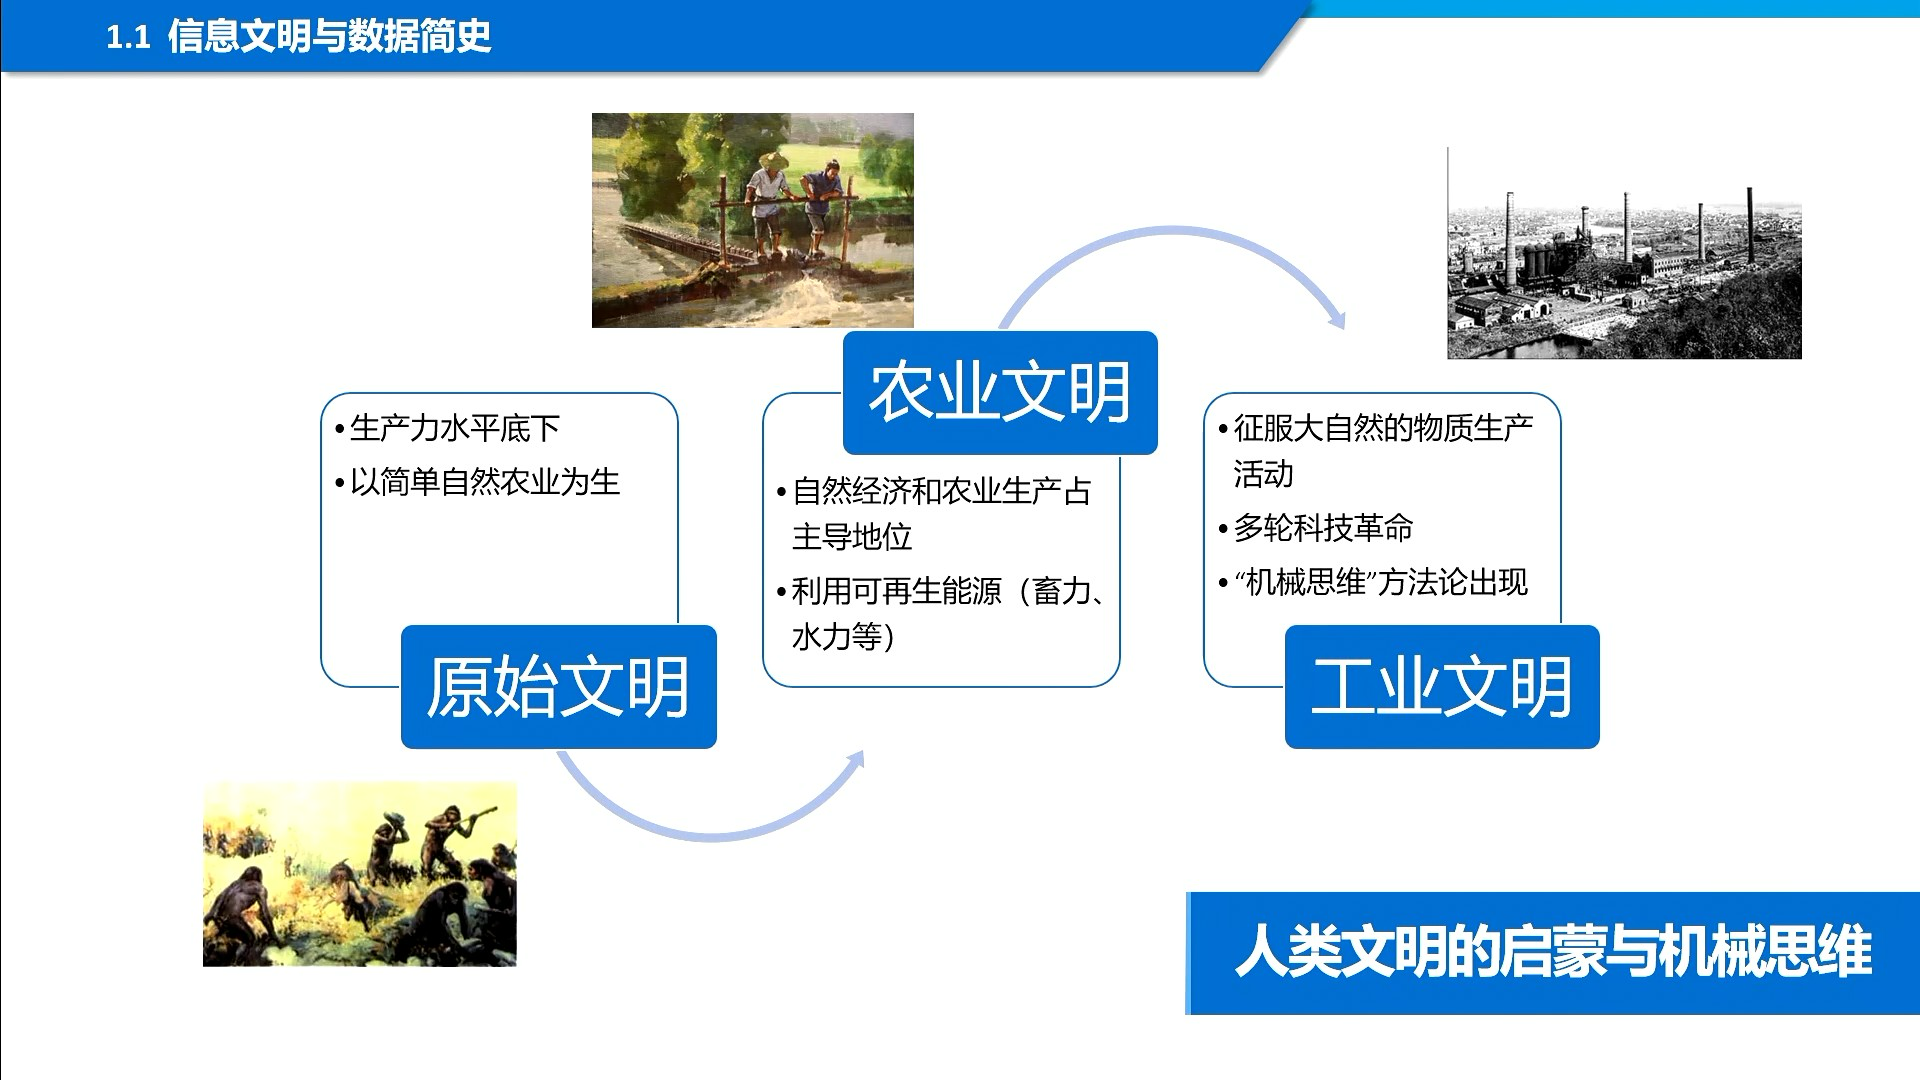 1.1 信息文明与数据简史
•生产力水平底下
•以简单自然农业为生
原始文明
农业文明
•自然经济和农业生产占
主导地位
•利用可再生能源（畜力、
水力等）
•征服大自然的物质生产
活动
•多轮科技革命
•“机械思维”方法论出现
工业文明
人类文明的启蒙与机械思维